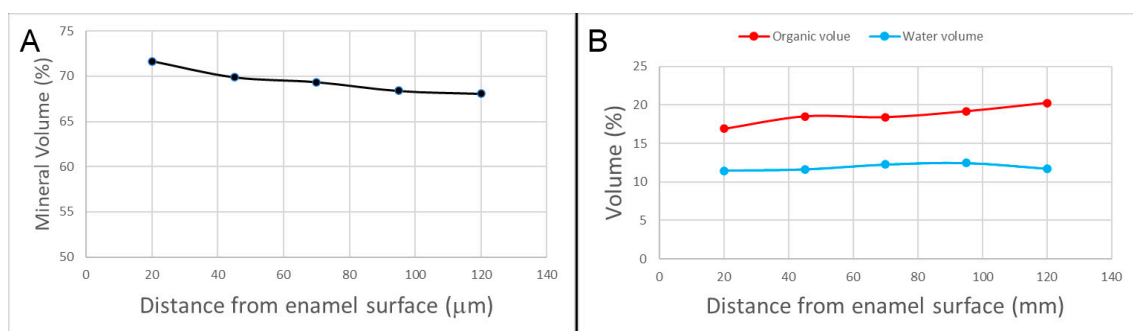 A
Mineral Volume (%)
75
70
65
60
55
50
0 20 40 60 80 100 120 140
Distance from enamel surface (μm)
B
Organic volue Water volume
Volume (%)
25
20
15
10
5
0
0 20 40 60 80 100 120 140
Distance from enamel surface (mm)